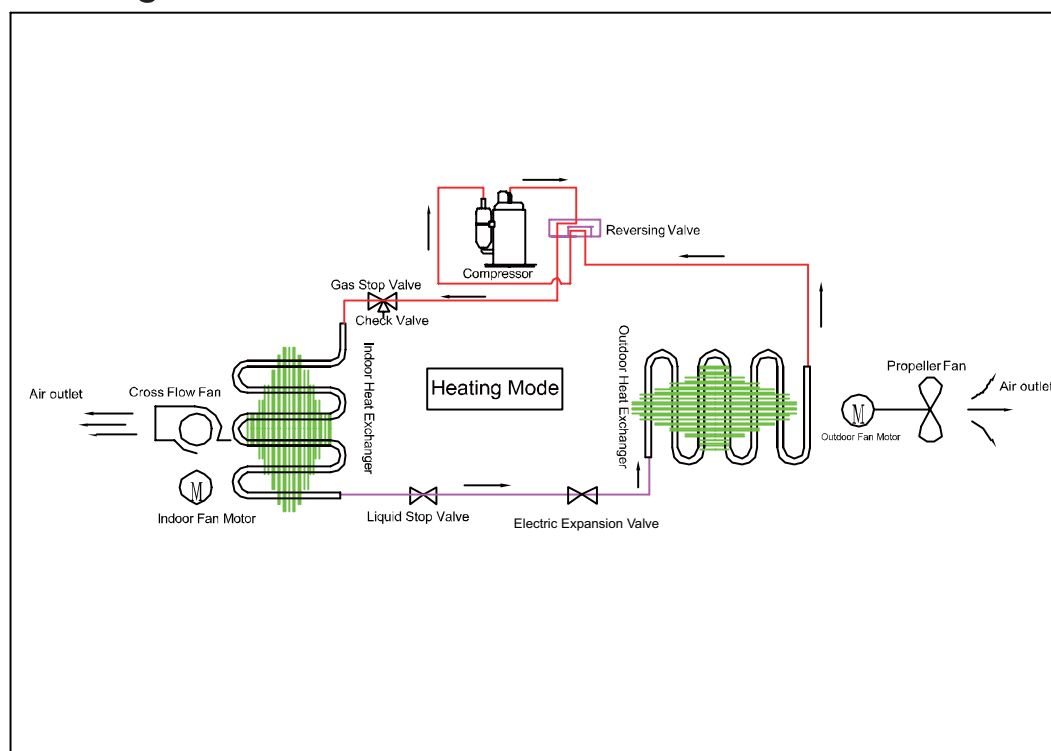 Reversing Valve
Compressor
Gas Stop Valve
Check Valve
Indoor Heat Exchanger
Heating Mode
Outdoor Heat Exchanger
Propeller Fan
Air outlet
Cross Flow Fan
Air outlet
M
Outdoor Fan Motor
M
Indoor Fan Motor
Liquid Stop Valve
Electric Expansion Valve